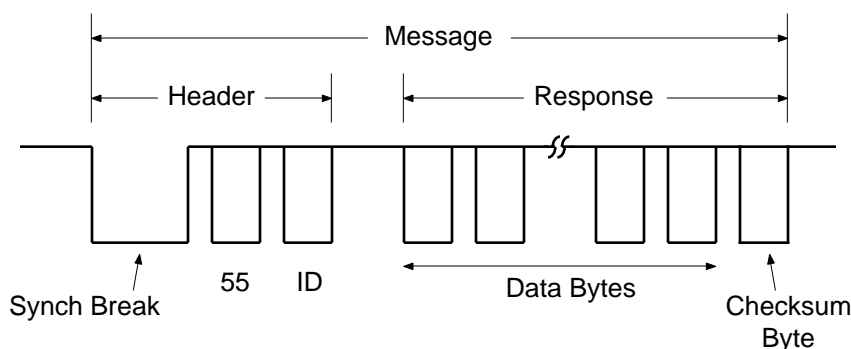 Message
Header
Response
55
ID
Synch Break
Data Bytes
Checksum
Byte